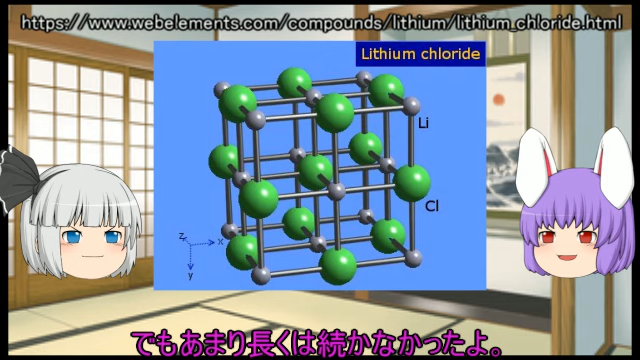 https://www.webelements.com/compounds/lithium/lithium_chloride.html
Lithium chloride
Li
Cl
z
x
y
でもあまり長くは続かなかったよ。